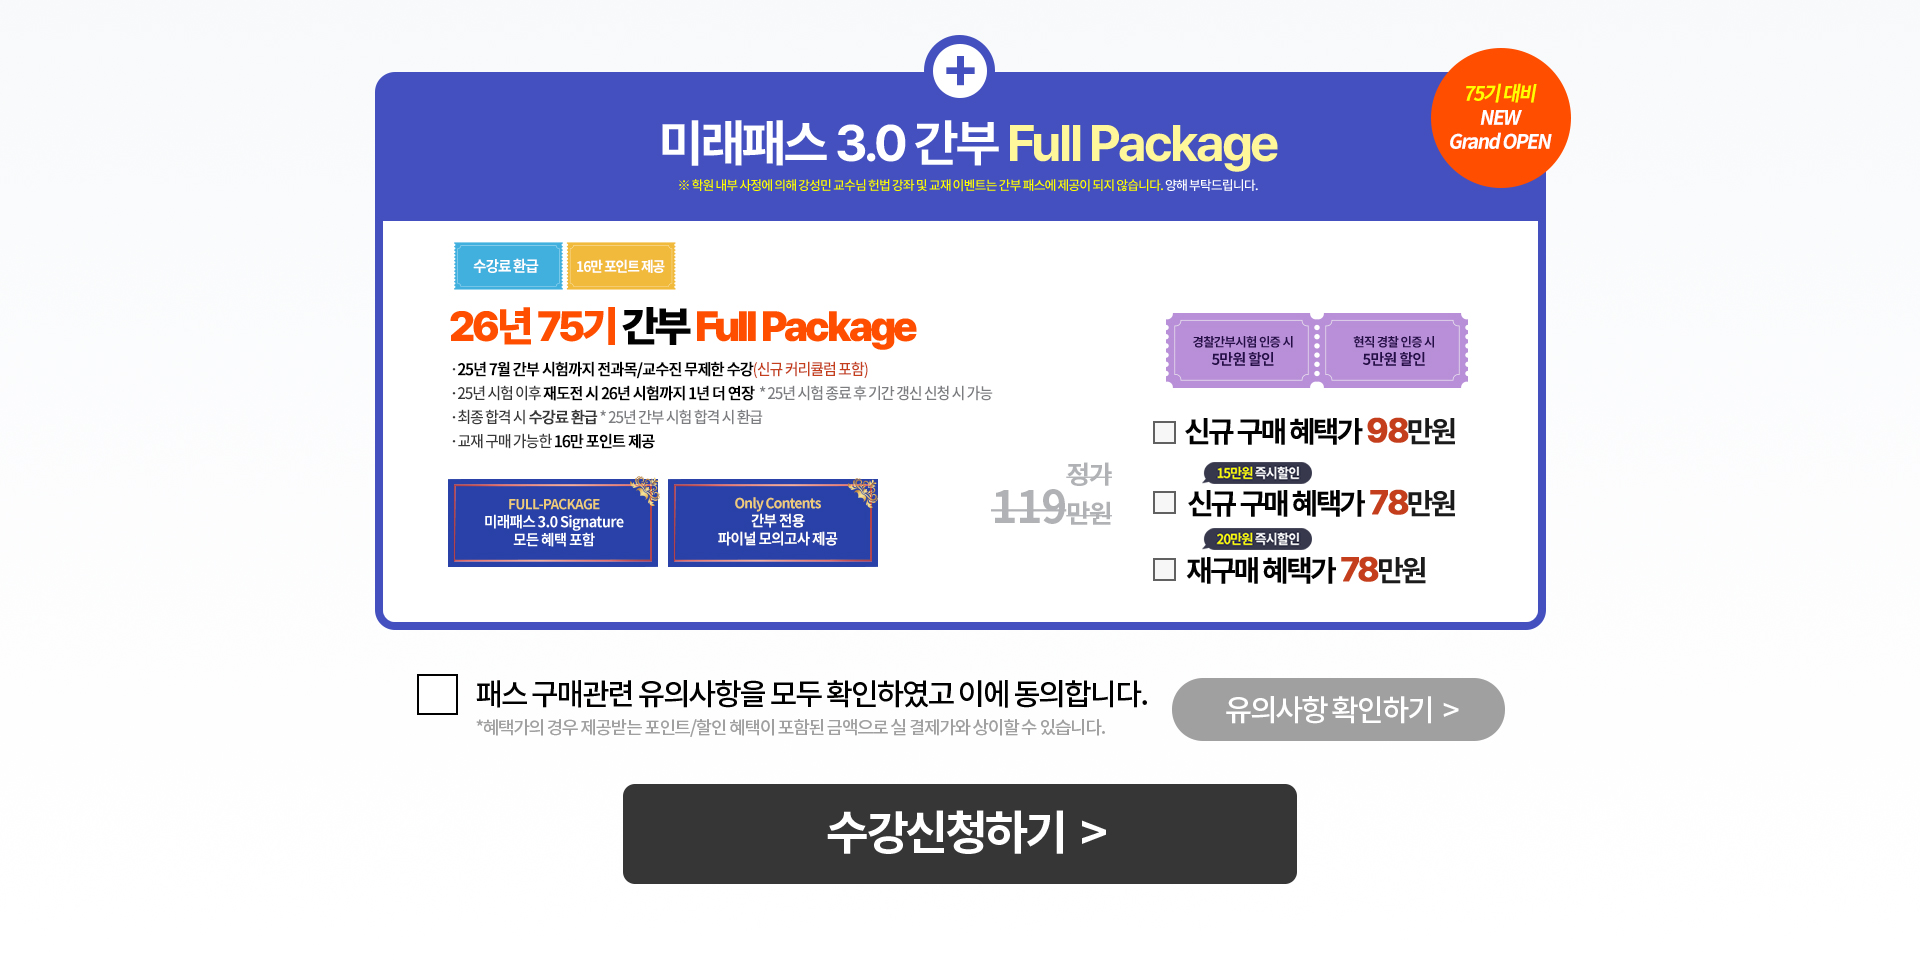 75기 대비
NEW
Grand OPEN
미래패스 3.0 간부 Full Package
※ 학원 내부 사정에 의해 강성민 교수님 헌법 강좌 및 교재 이벤트는 간부 패스에 제공이 되지 않습니다. 양해 부탁드립니다.
수강료 환급
16만 포인트 제공
26년 75기 간부 Full Package
· 25년 7월 간부 시험까지 전과목/교수진 무제한 수강(신규 커리큘럼 포함)
· 25년 시험 이후 재도전 시 26년 시험까지 1년 더 연장 * 25년 시험 종료 후 기간 갱신 신청 시 가능
· 최종 합격 시 수강료 환급 * 25년 간부 시험 합격 시 환급
· 교재 구매 가능한 16만 포인트 제공
FULL-PACKAGE
미래패스 3.0 Signature
모든 혜택 포함
Only Contents
간부 전용
파이널 모의고사 제공
정가
119만원
경찰간부시험 인증 시
5만원 할인
현직 경찰 인증 시
5만원 할인
신규 구매 혜택가 98만원
15만원 즉시할인
신규 구매 혜택가 78만원
20만원 즉시할인
재구매 혜택가 78만원
패스 구매관련 유의사항을 모두 확인하였고 이에 동의합니다.
*혜택가의 경우 제공받는 포인트/할인 혜택이 포함된 금액으로 실 결제가와 상이할 수 있습니다.
유의사항 확인하기 >
수강신청하기 >